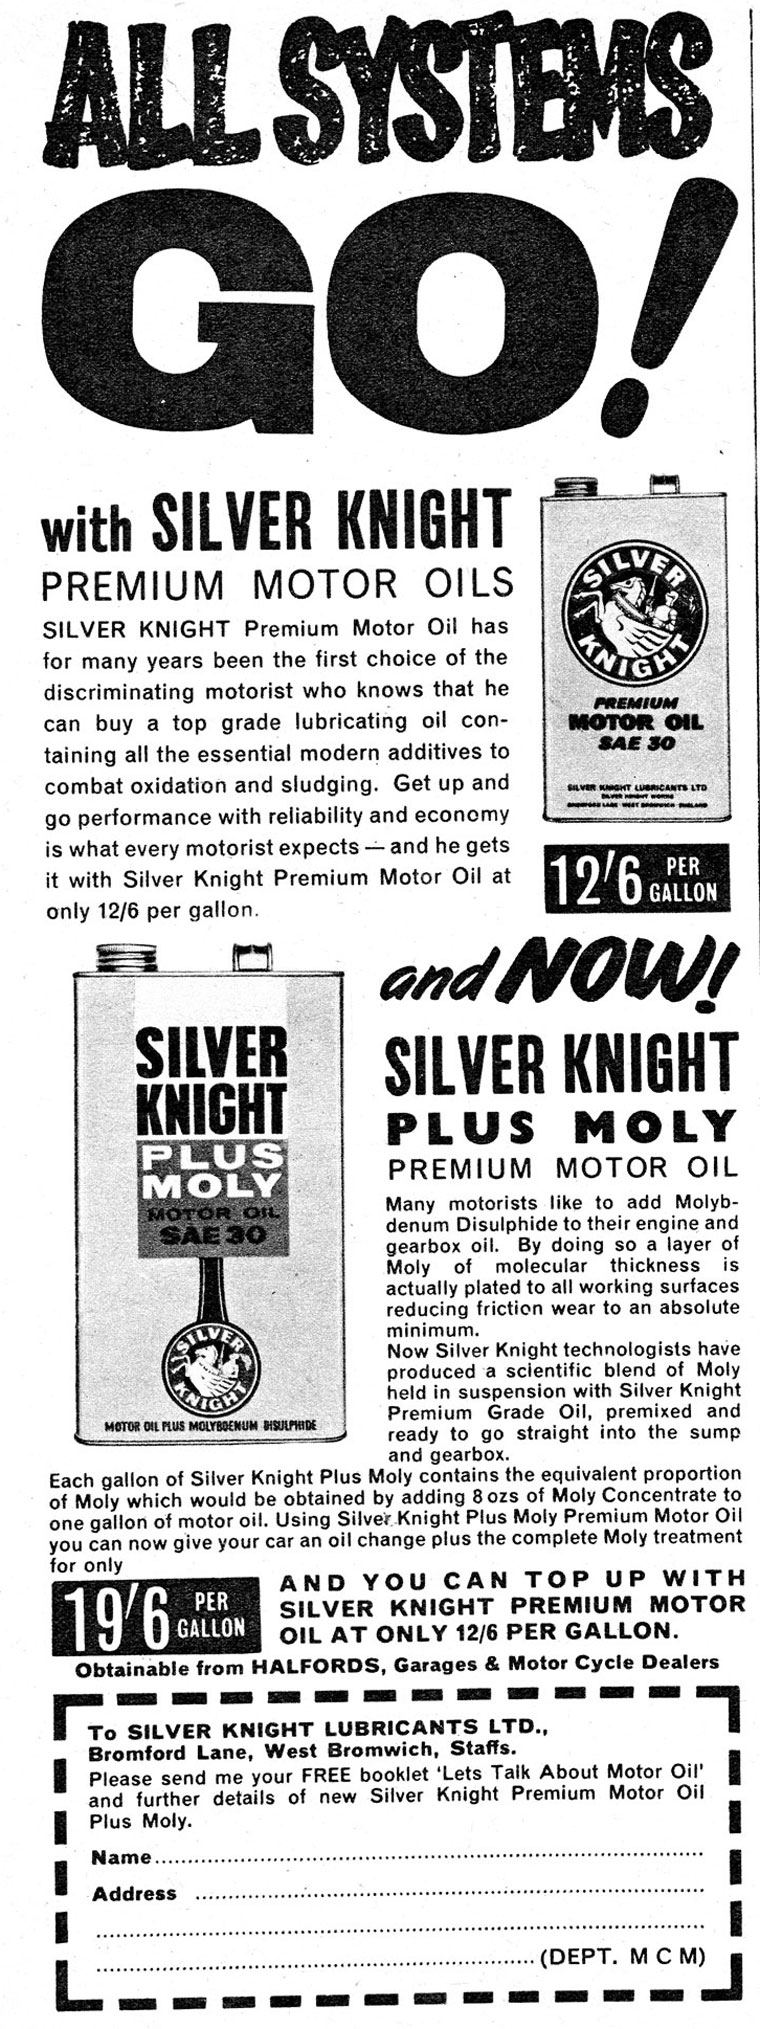 ALL SYSTEMS
GO!
with SILVER KNIGHT
PREMIUM MOTOR OILS
SILVER KNIGHT Premium Motor Oil has
for many years been the first choice of the
discriminating motorist who knows that he
can buy a top grade lubricating oil con-
taining all the essential modern additives to
combat oxidation and sludging. Get up and
go performance with reliability and economy
is what every motorist expects — and he gets
it with Silver Knight Premium Motor Oil at
only 12/6 per gallon.
SILVER
KNIGHT
PREMIUM
MOTOR OIL
SAE 30
SILVER KNIGHT LUBRICANTS LTD
SILVER KNIGHT WORKS
BROMFORD LANE WEST BROMWICH ENGLAND
12'6 PER
GALLON
and NOW!
SILVER KNIGHT
PLUS MOLY
PREMIUM MOTOR OIL
SILVER
KNIGHT
PLUS
MOLY
MOTOR OIL
SAE 30
SILVER
KNIGHT
MOTOR OIL PLUS MOLYBDENUM DISULPHIDE
Many motorists like to add Molyb-
denum Disulphide to their engine and
gearbox oil. By doing so a layer of
Moly of molecular thickness is
actually plated to all working surfaces
reducing friction wear to an absolute
minimum.
Now Silver Knight technologists have
produced a scientific blend of Moly
held in suspension with Silver Knight
Premium Grade Oil, premixed and
ready to go straight into the sump
and gearbox.
Each gallon of Silver Knight Plus Moly contains the equivalent proportion
of Moly which would be obtained by adding 8 ozs of Moly Concentrate to
one gallon of motor oil. Using Silver Knight Plus Moly Premium Motor Oil
you can now give your car an oil change plus the complete Moly treatment
for only
19'6 PER
GALLON
AND YOU CAN TOP UP WITH
SILVER KNIGHT PREMIUM MOTOR
OIL AT ONLY 12/6 PER GALLON.
Obtainable from HALFORDS, Garages & Motor Cycle Dealers
To SILVER KNIGHT LUBRICANTS LTD.,
Bromford Lane, West Bromwich, Staffs.
Please send me your FREE booklet 'Lets Talk About Motor Oil'
and further details of new Silver Knight Premium Motor Oil
Plus Moly.
Name
Address
(DEPT. M C M)